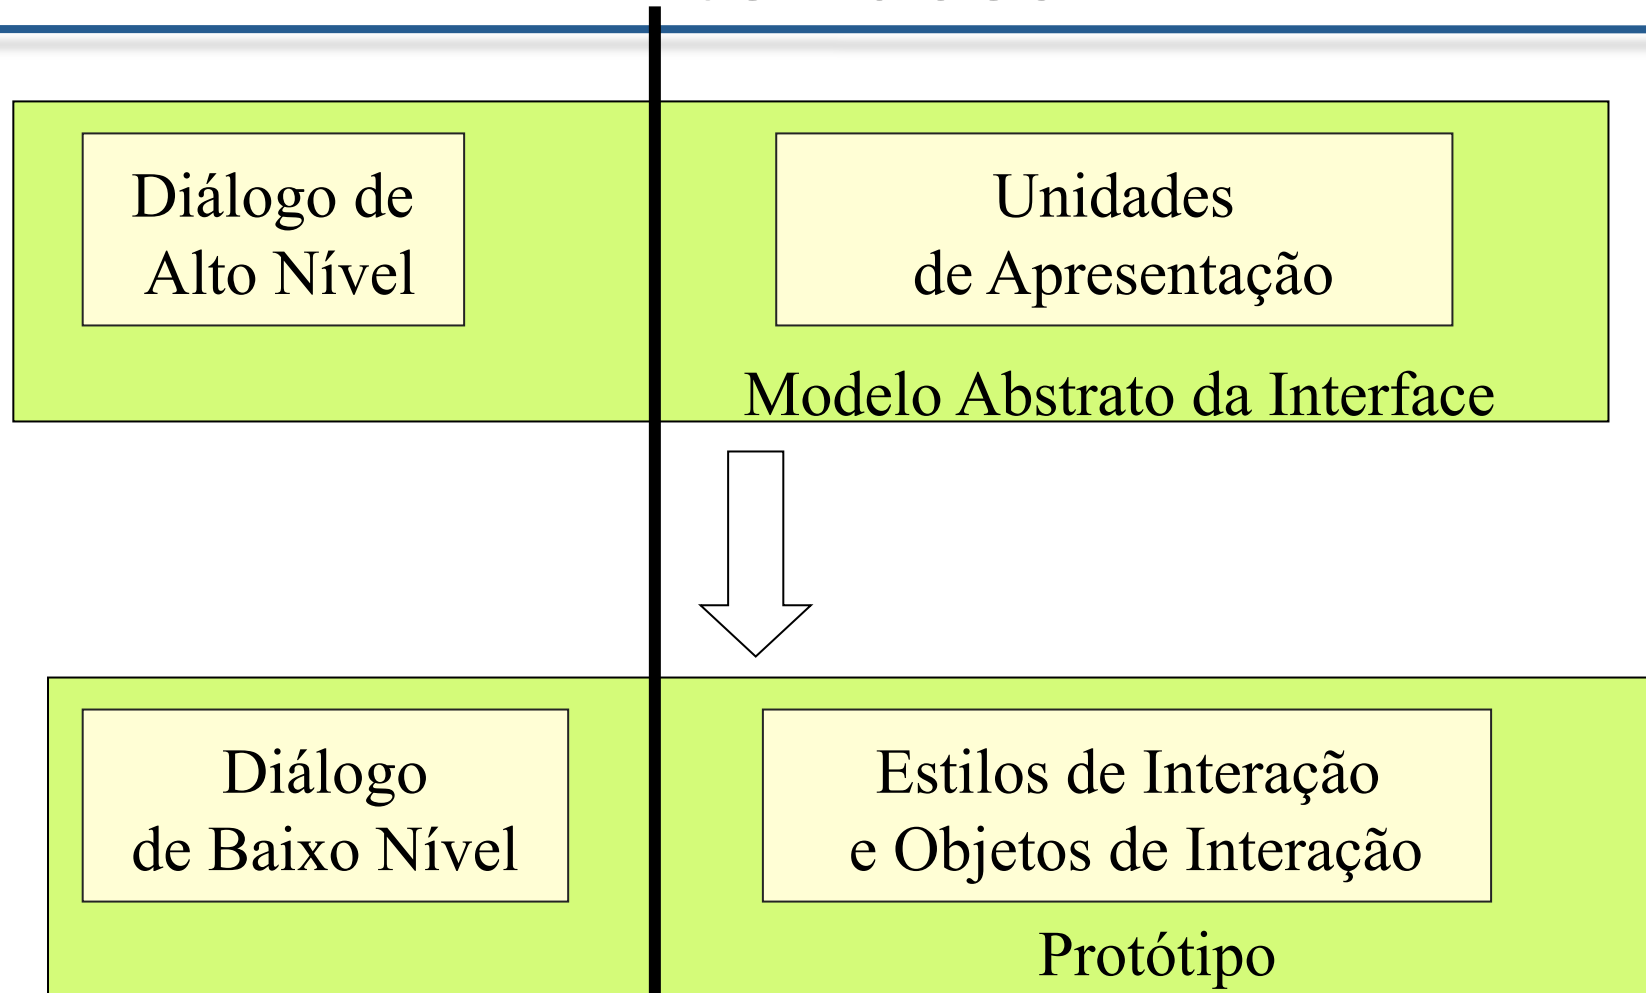 Diálogo de
Alto Nível
Unidades
de Apresentação
Modelo Abstrato da Interface
Diálogo
de Baixo Nível
Estilos de Interação
e Objetos de Interação
Protótipo